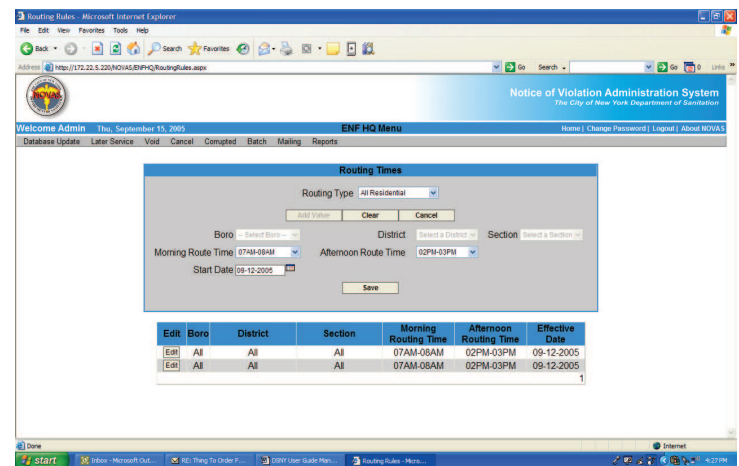 Routing Rules - Microsoft Internet Explorer
File Edit View Favorites Tools Help
Back Search Favorites
Address http://172.22.5.220/NOVAS/ENFHQ/RoutingRules.aspx Go Search Go 0 Links »
NOVAS
Notice of Violation Administration System
The City of New York Department of Sanitation
Welcome Admin Thu, September 15, 2005 ENF HQ Menu Home | Change Password | Logout | About NOVAS
Database Update Later Service Void Cancel Corrupted Batch Mailing Reports
Routing Times
Routing Type All Residential
Add Value Clear Cancel
Boro -- Select Boro -- District Select a District Section Select a Section
Morning Route Time 07AM-08AM Afternoon Route Time 02PM-03PM
Start Date 09-12-2005
Save
Edit Boro District Section Morning Routing Time Afternoon Routing Time Effective Date
Edit All All All 07AM-08AM 02PM-03PM 09-12-2005
Edit All All All 07AM-08AM 02PM-03PM 09-12-2005
1
Done Internet
start Inbox - Microsoft Out... RE: Thing To Order F... DSNY User Guide Man... Routing Rules - Micro... 4:27 PM